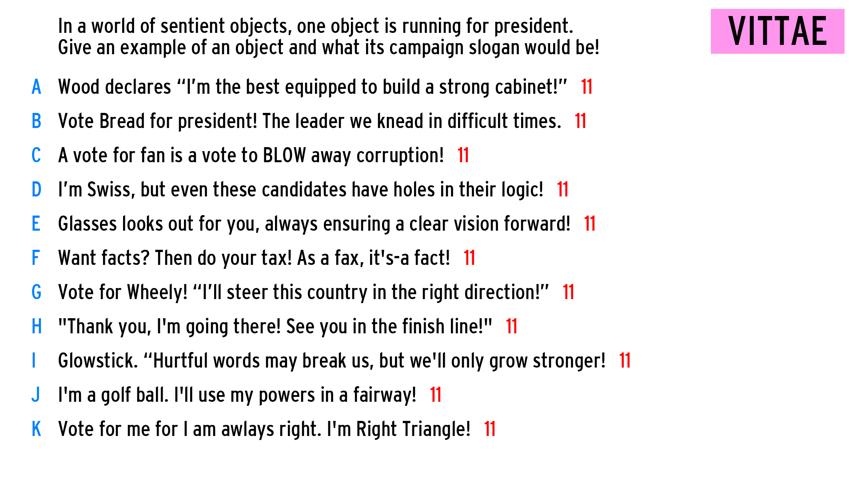 In a world of sentient objects, one object is running for president.
Give an example of an object and what its campaign slogan would be!
VITTAE
A Wood declares “I’m the best equipped to build a strong cabinet!” 11
B Vote Bread for president! The leader we knead in difficult times. 11
C A vote for fan is a vote to BLOW away corruption! 11
D I’m Swiss, but even these candidates have holes in their logic! 11
E Glasses looks out for you, always ensuring a clear vision forward! 11
F Want facts? Then do your tax! As a fax, it's-a fact! 11
G Vote for Wheely! “I’ll steer this country in the right direction!” 11
H "Thank you, I'm going there! See you in the finish line!" 11
I Glowstick. “Hurtful words may break us, but we'll only grow stronger! 11
J I'm a golf ball. I'll use my powers in a fairway! 11
K Vote for me for I am awlays right. I'm Right Triangle! 11